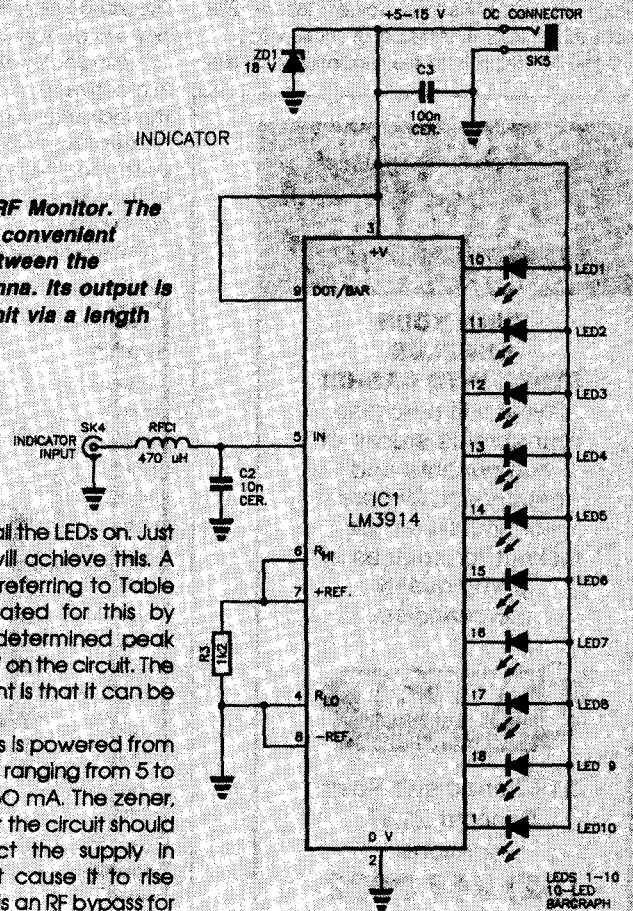 +5-15 V
DC CONNECTOR
ZD1
18 V
SK5
C3
100n
CER.
INDICATOR
RF Monitor. The
convenient
tween the
nna. Its output is
nit via a length
3
+V
9
DOT/BAR
10
LED1
11
LED2
12
LED3
13
LED4
14
LED5
15
LED6
16
LED7
17
LED8
18
LED 9
1
LED10
SK4
INDICATOR
INPUT
RFC1
470 uH
5
IN
C2
10n
CER.
IC1
LM3914
6
RHI
7
+REF.
R3
1K2
4
RLO
8
-REF.
0 V
2
LEDS 1-10
10-LED
BARGRAPH
all the LEDs on. Just
will achieve this. A
referring to Table
ated for this by
determined peak
on the circuit. The
nt is that it can be
s is powered from
ranging from 5 to
0 mA. The zener,
r the circuit should
ct the supply in
t cause it to rise
is an RF bypass for